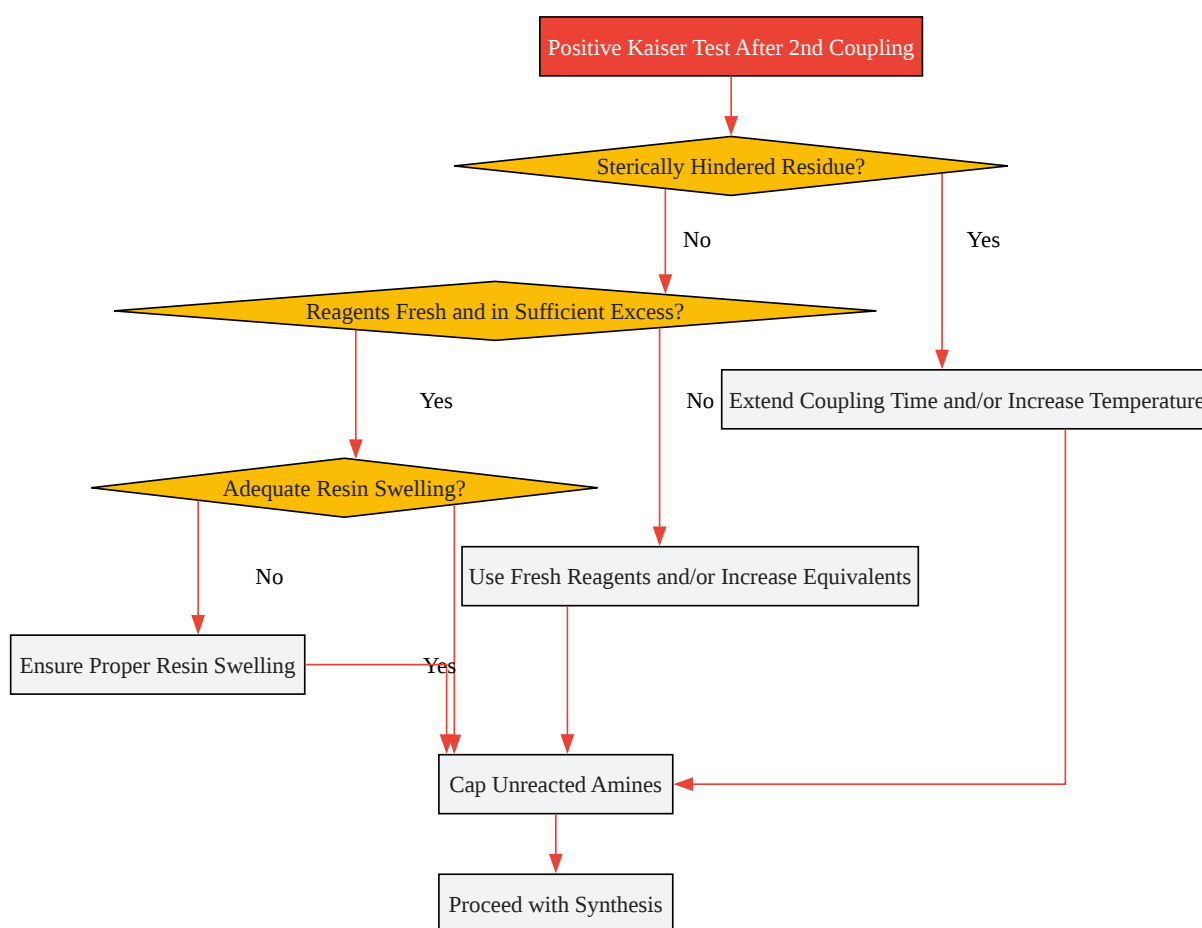 Positive Kaiser Test After 2nd Coupling
Sterically Hindered Residue?
No
Yes
Reagents Fresh and in Sufficient Excess?
Yes
No
Extend Coupling Time and/or Increase Temperature
Adequate Resin Swelling?
No
Use Fresh Reagents and/or Increase Equivalents
Ensure Proper Resin Swelling
Yes
Cap Unreacted Amines
Proceed with Synthesis